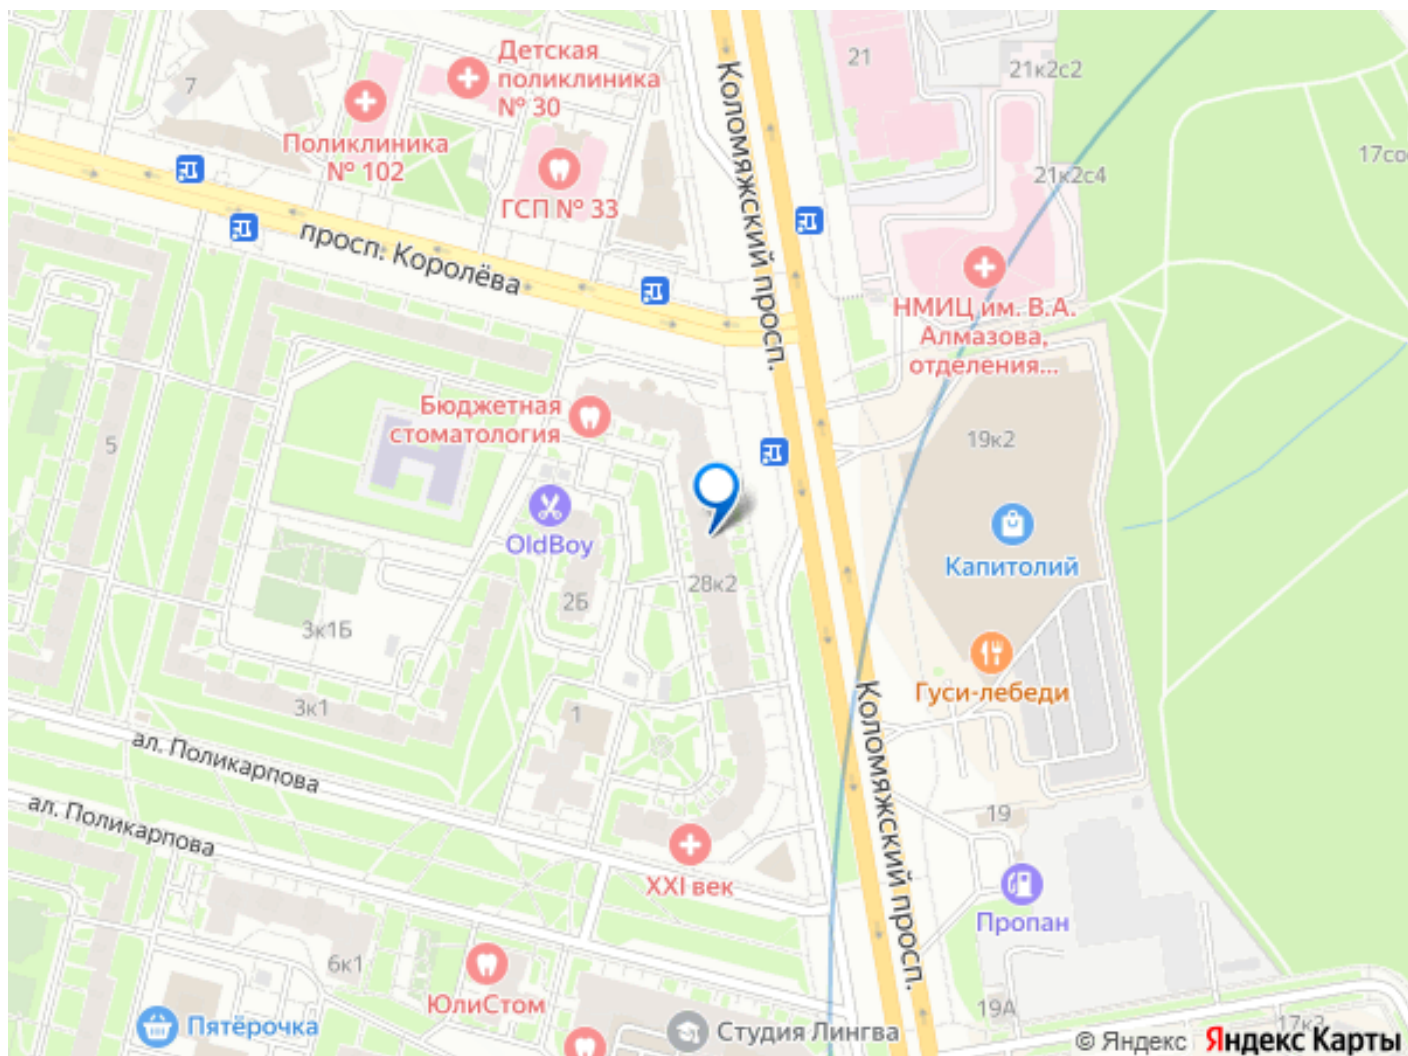 Детская
поликлиника
№ 30
21
21к2с2
7
Поликлиника
№ 102
17со
21к2с4
ГСП № 33
Коломяжский просп.
просп. Королёва
НМИЦ им. В.А.
Алмазова,
отделения...
Бюджетная
стоматология
5
19к2
OldBoy
Капитолий
28к2
2Б
3к1Б
Гуси-лебеди
3к1
1
ал. Поликарпова
Коломяжский просп.
ал. Поликарпова
19
XXI век
Пропан
6к1
ЮлиСтом
19А
Пятёрочка
Студия Лингва
17к2
© Яндекс Яндекс Карты